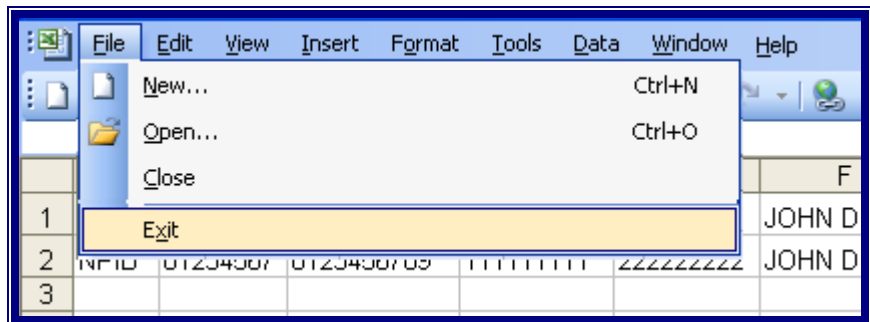 File Edit View Insert Format Tools Data Window Help
New... Ctrl+N
Open... Ctrl+O
Close
F
Exit
1 JOHN D
2 NPID 01234567 0123456789 111111111 222222222 JOHN D
3